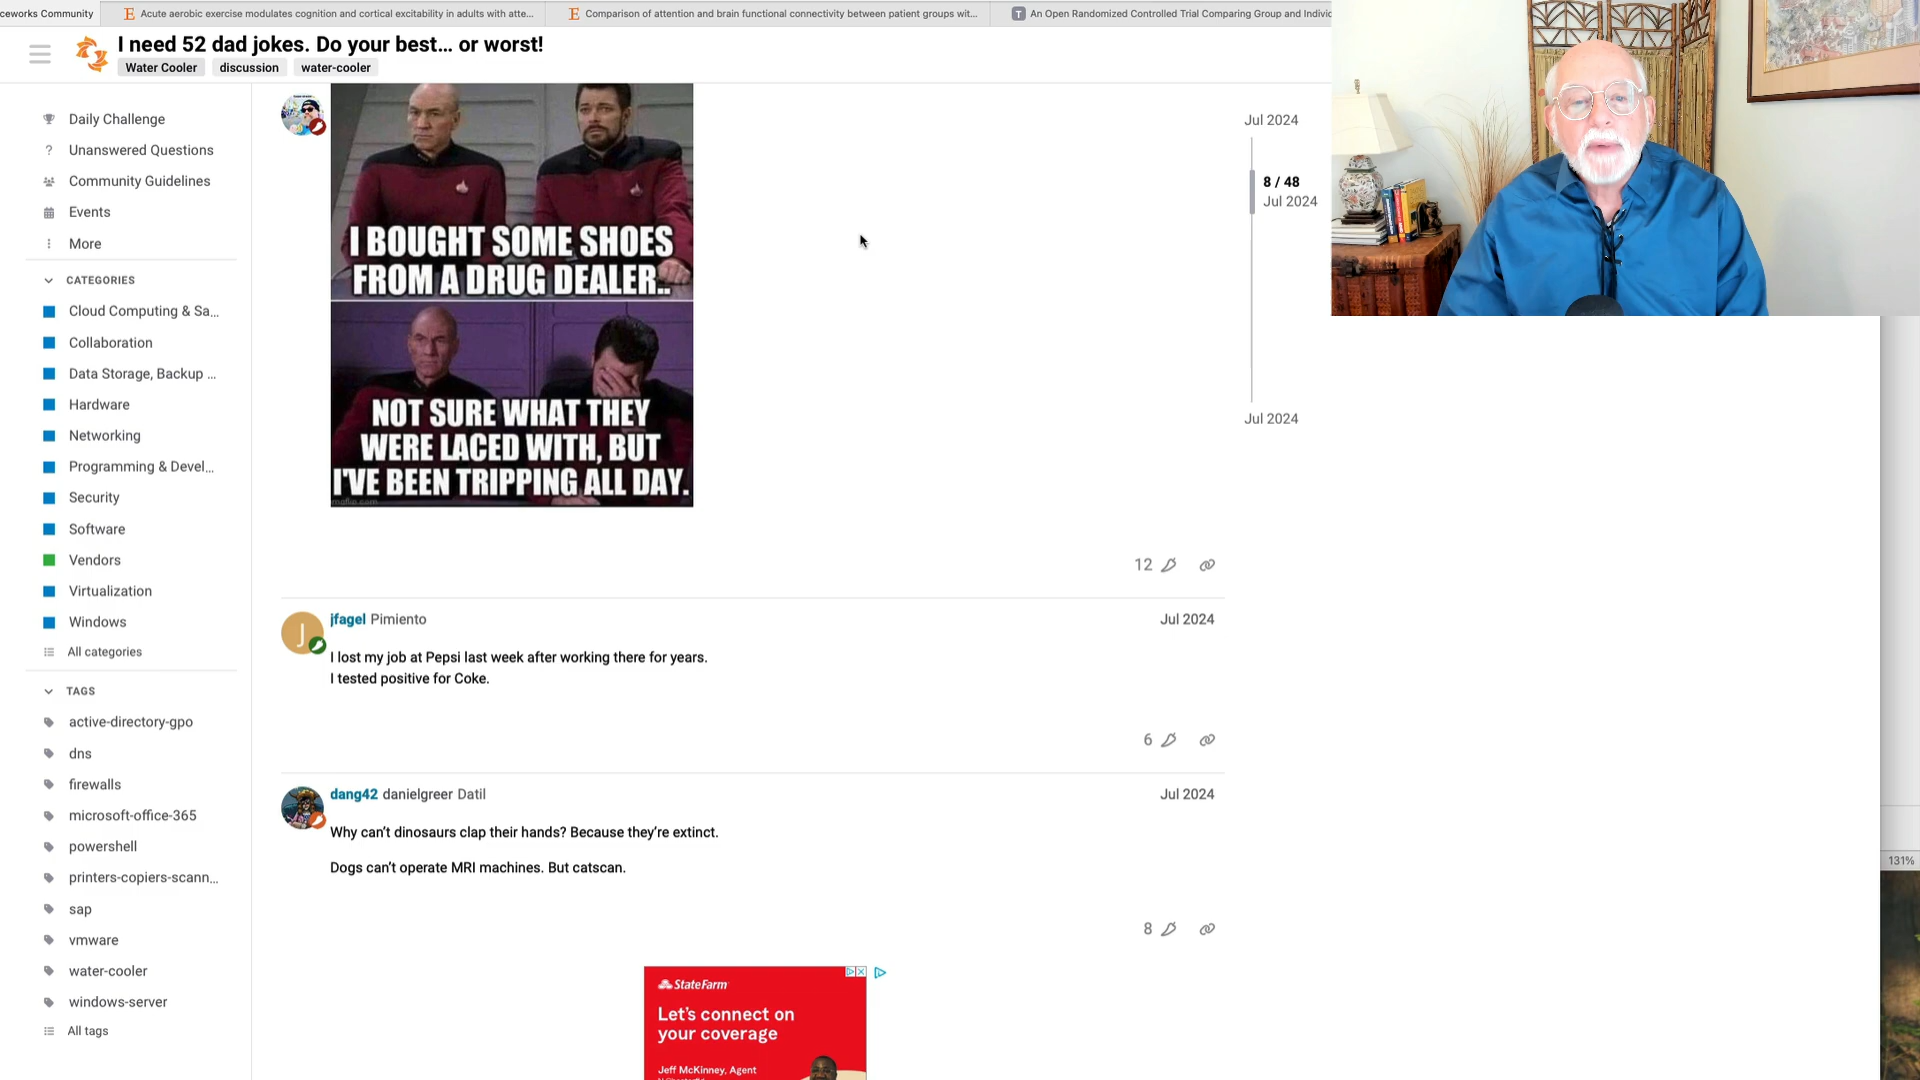 ceworks Community
Acute aerobic exercise modulates cognition and cortical excitability in adults with atte...
Comparison of attention and brain functional connectivity between patient groups wit...
An Open Randomized Controlled Trial Comparing Group and Indivi
I need 52 dad jokes. Do your best… or worst!
Water Cooler
discussion
water-cooler
Daily Challenge
Unanswered Questions
Community Guidelines
Events
More
CATEGORIES
Cloud Computing & Sa...
Collaboration
Data Storage, Backup ...
Hardware
Networking
Programming & Devel...
Security
Software
Vendors
Virtualization
Windows
All categories
TAGS
active-directory-gpo
dns
firewalls
microsoft-office-365
powershell
printers-copiers-scann...
sap
vmware
water-cooler
windows-server
All tags
I BOUGHT SOME SHOES
FROM A DRUG DEALER..
NOT SURE WHAT THEY
WERE LACED WITH, BUT
I'VE BEEN TRIPPING ALL DAY.
imgflip.com
12
jfagel Pimiento
Jul 2024
J
I lost my job at Pepsi last week after working there for years.
I tested positive for Coke.
6
dang42 danielgreer Datil
Jul 2024
Why can’t dinosaurs clap their hands? Because they’re extinct.
Dogs can’t operate MRI machines. But catscan.
8
StateFarm
Let's connect on
your coverage
Jeff McKinney, Agent
Jul 2024
8 / 48
Jul 2024
Jul 2024
131%